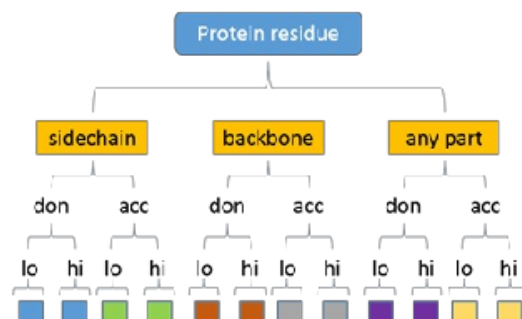 Protein residue
sidechain backbone any part
don acc don acc don acc
lo hi lo hi lo hi lo hi lo hi lo hi